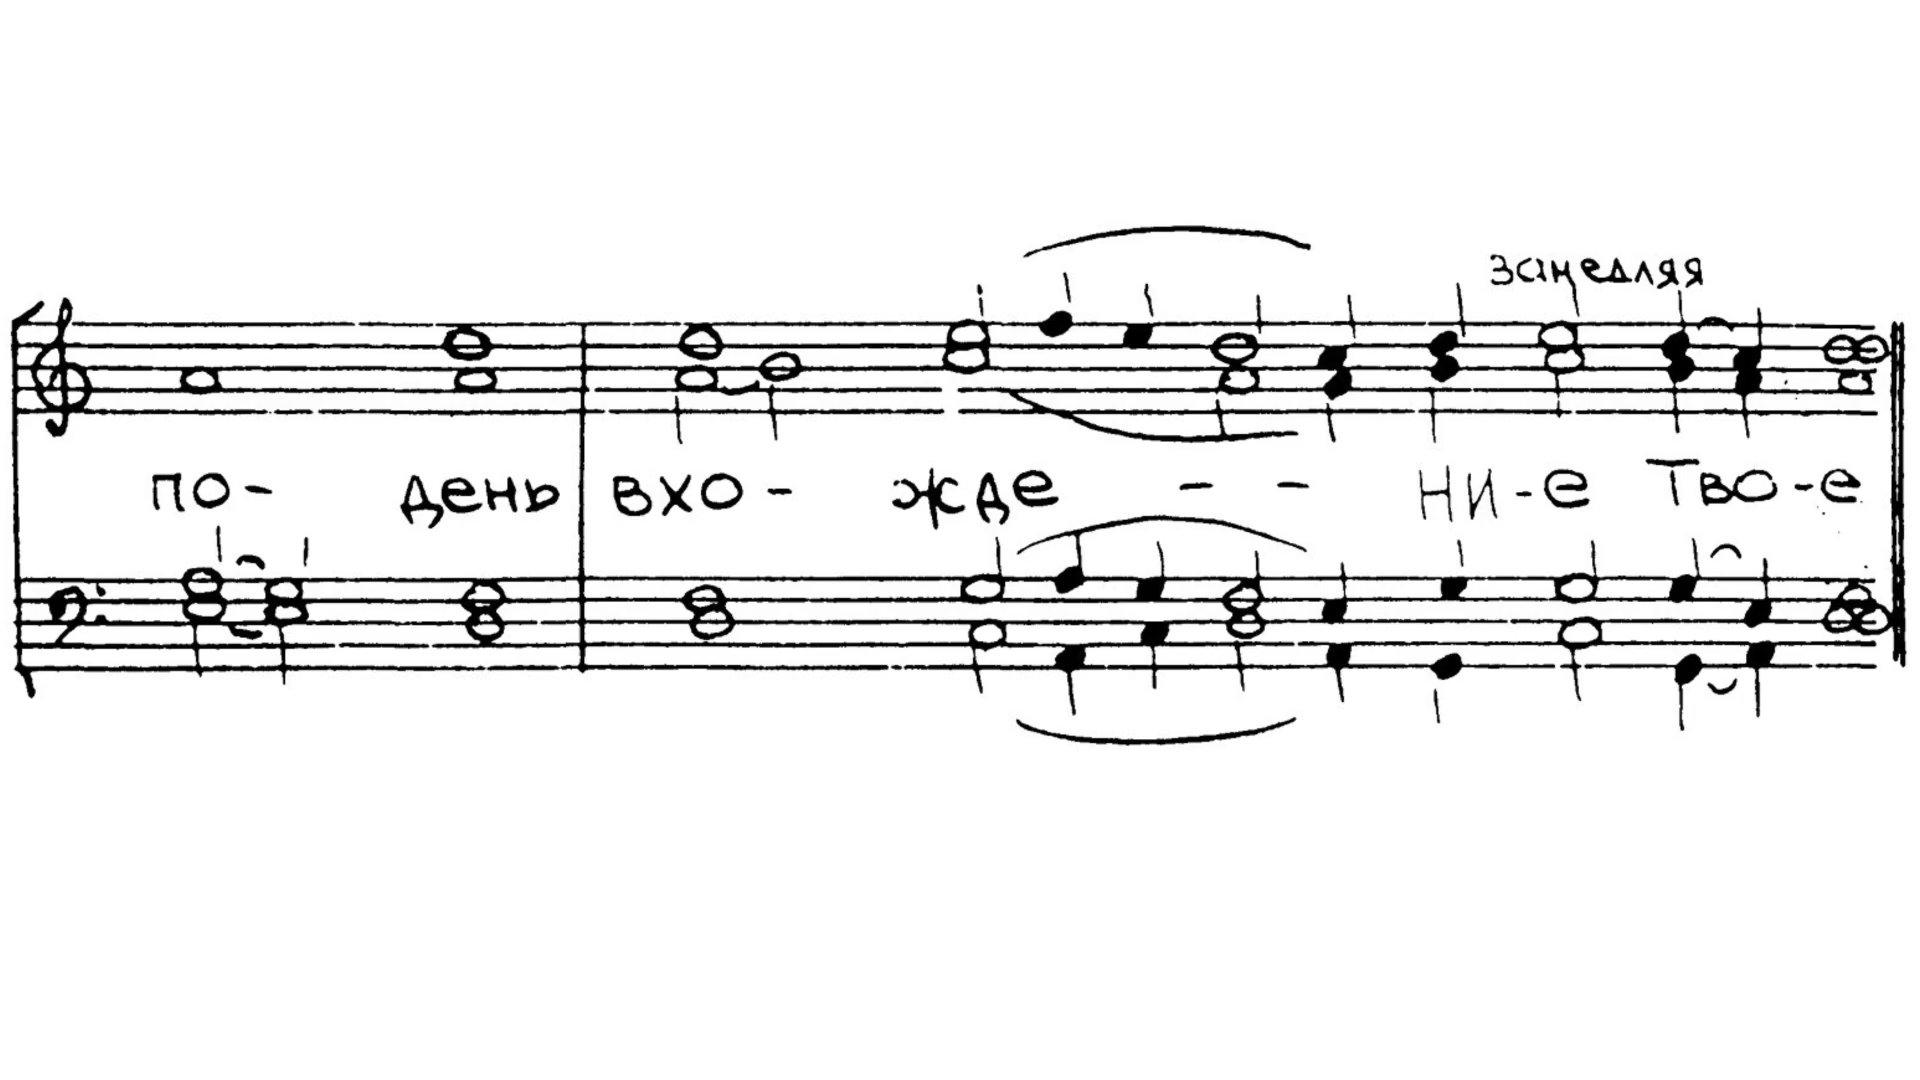 замедляя
по- день вхо - жде - - ни-е Тво-е